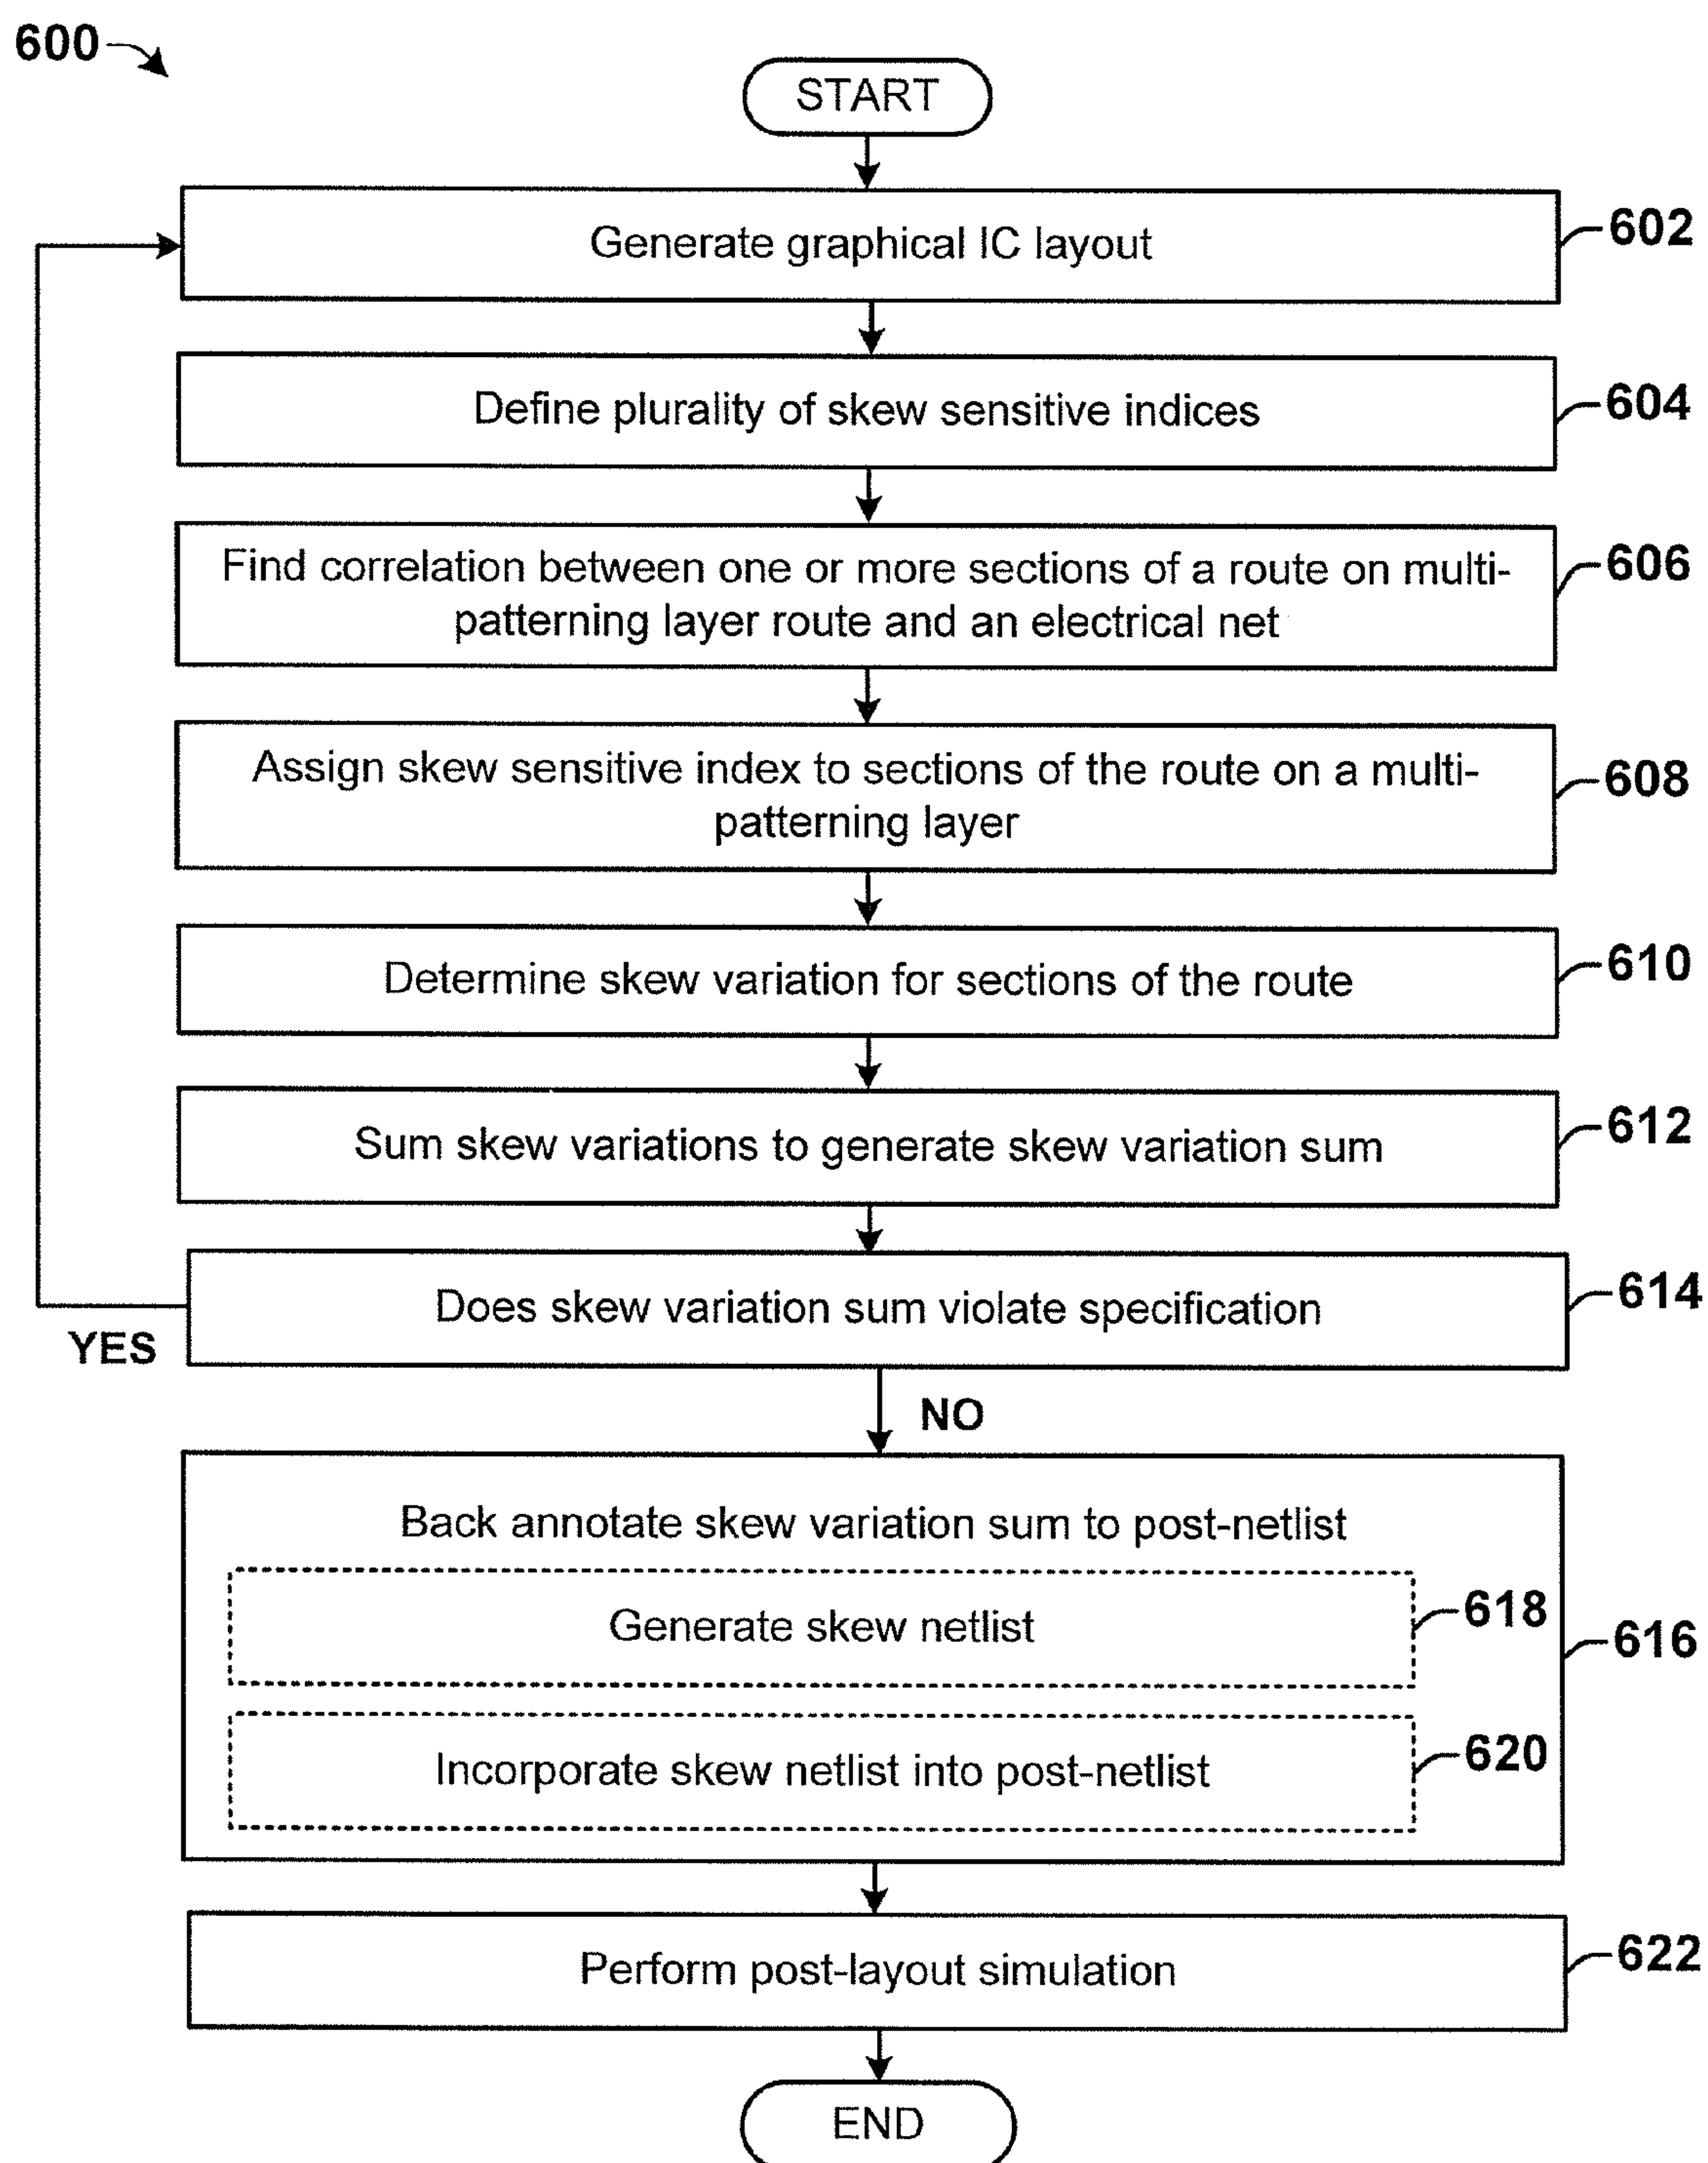 600
START
Generate graphical IC layout
602
Define plurality of skew sensitive indices
604
Find correlation between one or more sections of a route on multi-
patterning layer route and an electrical net
606
Assign skew sensitive index to sections of the route on a multi-
patterning layer
608
Determine skew variation for sections of the route
610
Sum skew variations to generate skew variation sum
612
Does skew variation sum violate specification
614
YES
NO
Back annotate skew variation sum to post-netlist
Generate skew netlist
618
616
Incorporate skew netlist into post-netlist
620
Perform post-layout simulation
622
END